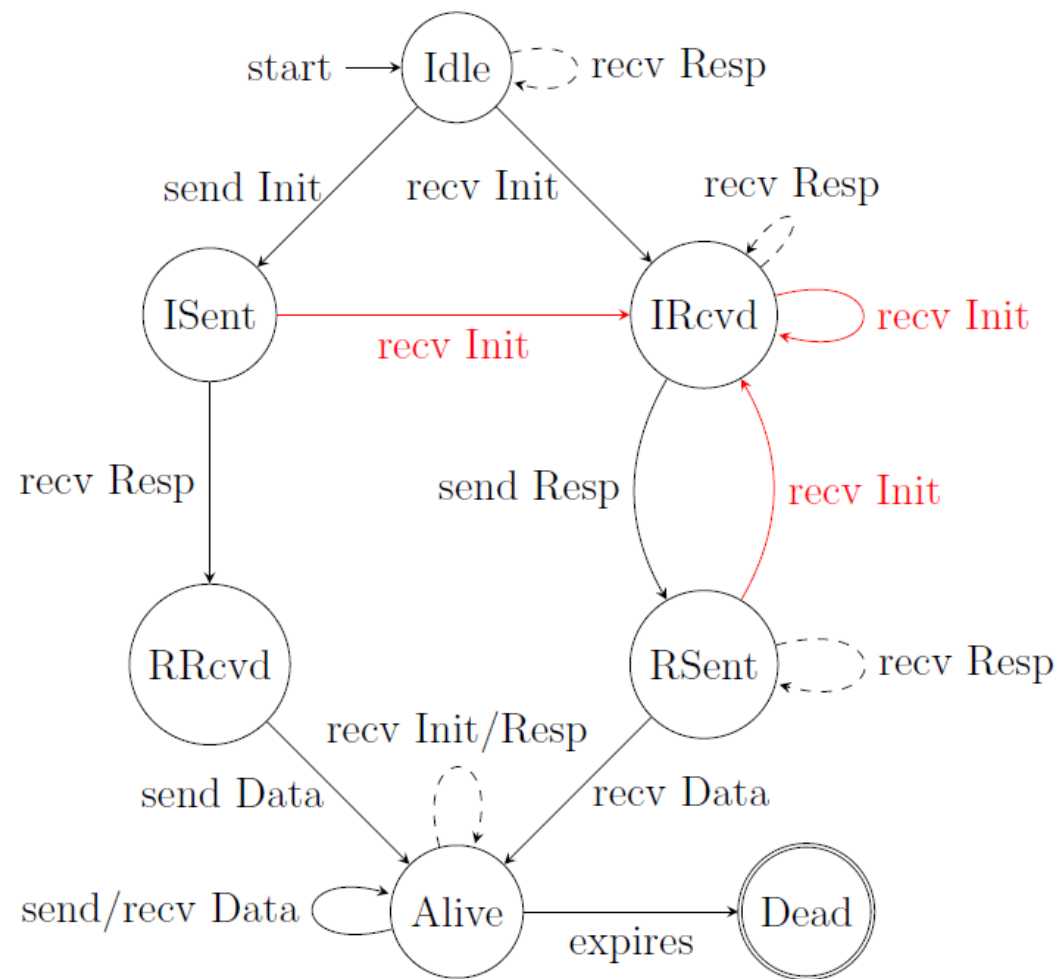 start
Idle
recv Resp
send Init
recv Init
recv Resp
ISent
IRcvd
recv Init
recv Init
recv Resp
send Resp
recv Init
RRcvd
RSent
recv Resp
recv Init/Resp
send Data
recv Data
send/recv Data
Alive
Dead
expires